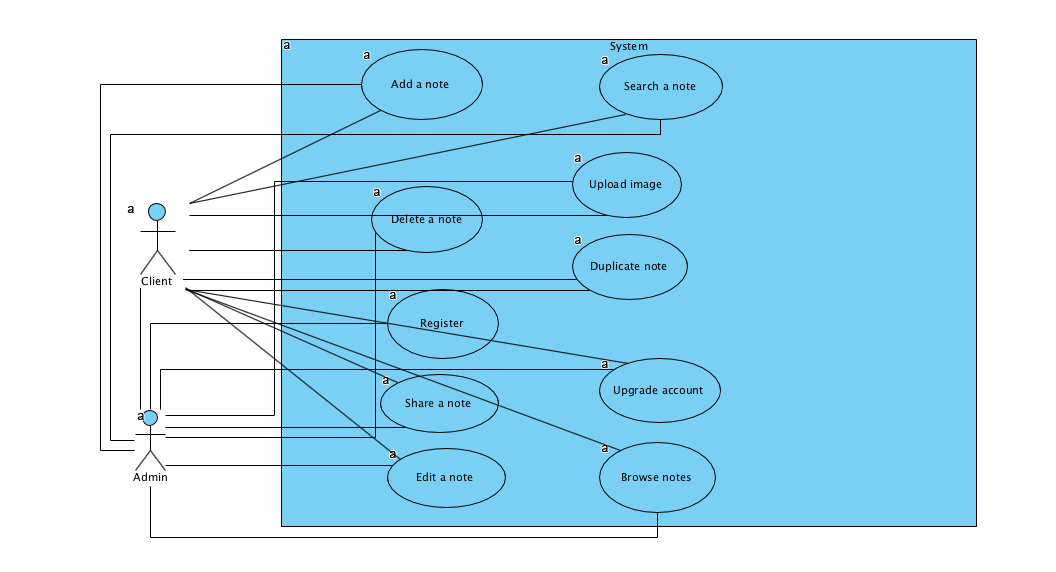 a
System
a
Add a note
a
Search a note
a
Upload image
a
Delete a note
a
Client
a
Duplicate note
a
Register
a
Upgrade account
a
Share a note
a
Admin
a
Edit a note
a
Browse notes